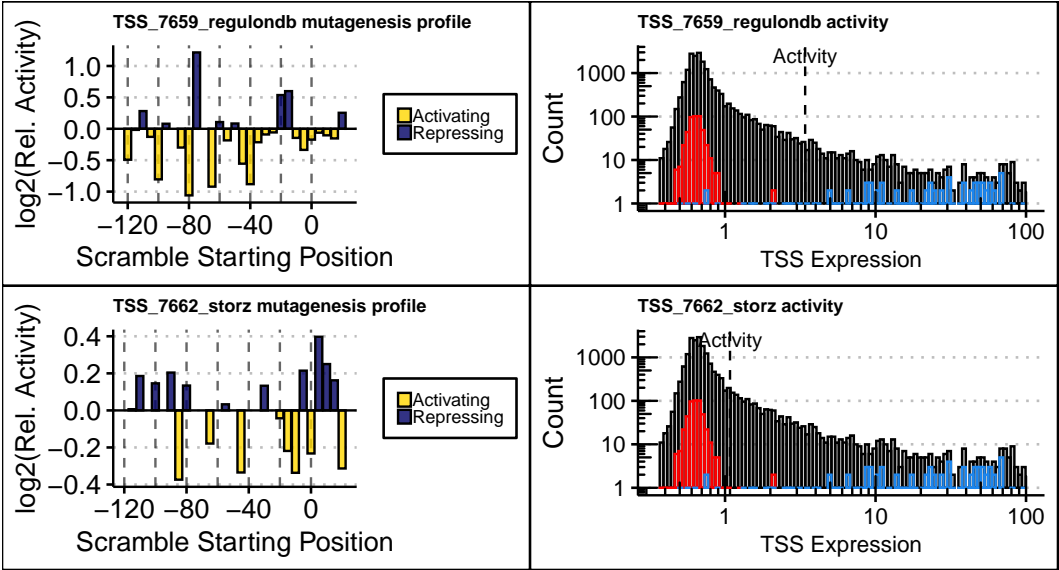 TSS_7659_regulondb mutagenesis profile
log2(Rel. Activity)
1.0
0.5
0.0
−0.5
−1.0
−120 −80 −40 0
Scramble Starting Position
Activating
Repressing
TSS_7659_regulondb activity
Activity
Count
1000
100
10
1
1 10 100
TSS Expression
TSS_7662_storz mutagenesis profile
log2(Rel. Activity)
0.4
0.2
0.0
−0.2
−0.4
−120 −80 −40 0
Scramble Starting Position
Activating
Repressing
TSS_7662_storz activity
Activity
Count
1000
100
10
1
1 10 100
TSS Expression